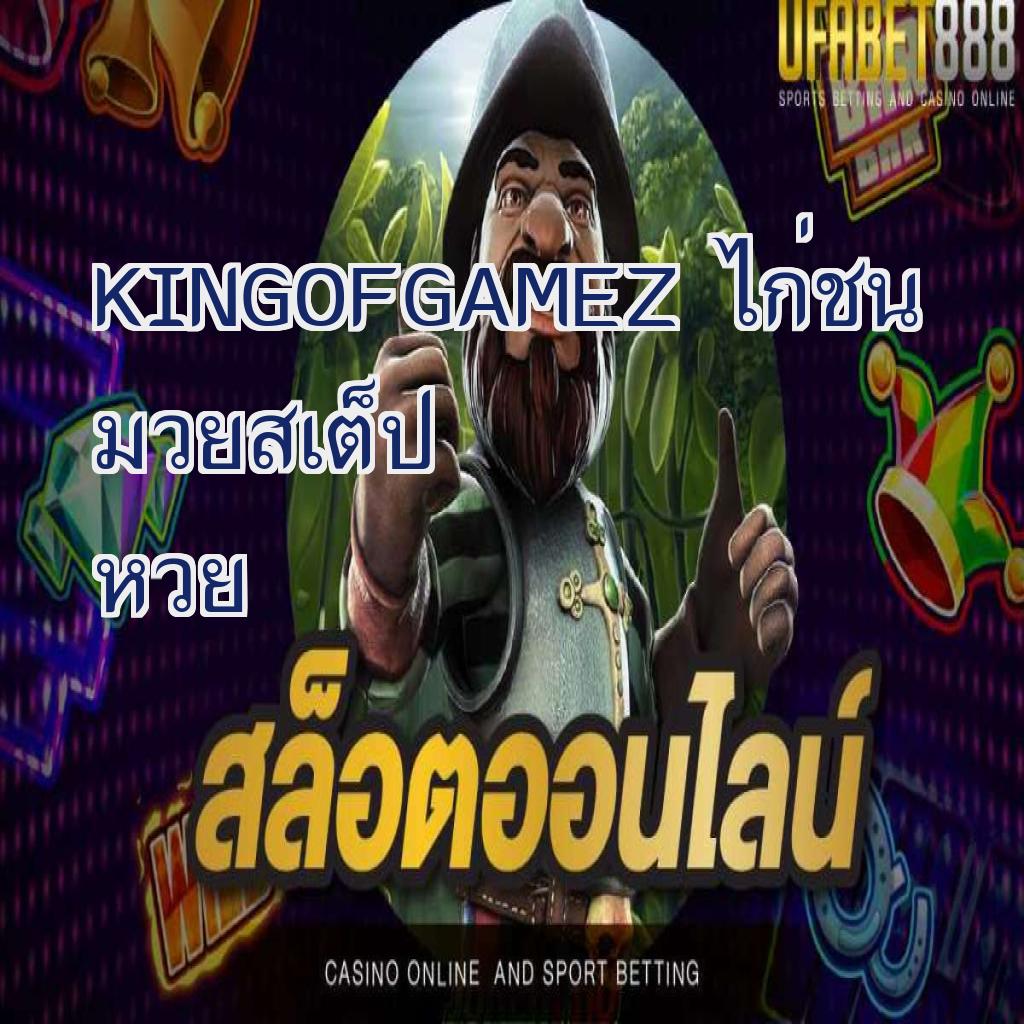 UFABET888
SPORTS BETTING AND CASINO ONLINE
BAR
KINGOFGAMEZ ไก่ชน
มวยสเต็ป
หวย
สล็อตออนไลน์
CASINO ONLINE AND SPORT BETTING